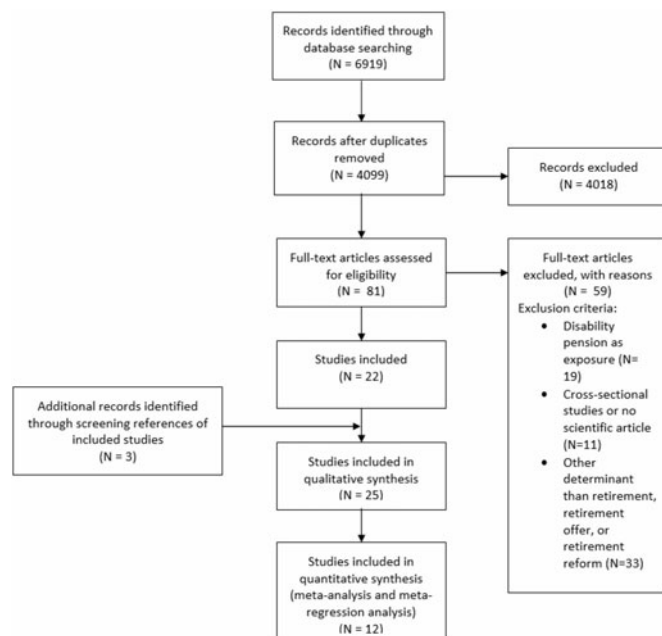 Records identified through
database searching
(N = 6919)
Records after duplicates
removed
(N = 4099)
Records excluded
(N = 4018)
Full-text articles assessed
for eligibility
(N = 81)
Full-text articles
excluded, with reasons
(N = 59)
Exclusion criteria:
• Disability
pension as
exposure (N=
19)
• Cross-sectional
studies or no
scientific article
(N=11)
• Other
determinant
than retirement,
retirement
offer, or
retirement
reform (N=33)
Studies included
(N = 22)
Additional records identified
through screening references of
included studies
(N = 3)
Studies included in
qualitative synthesis
(N = 25)
Studies included in
quantitative synthesis
(meta-analysis and meta-
regression analysis)
(N = 12)